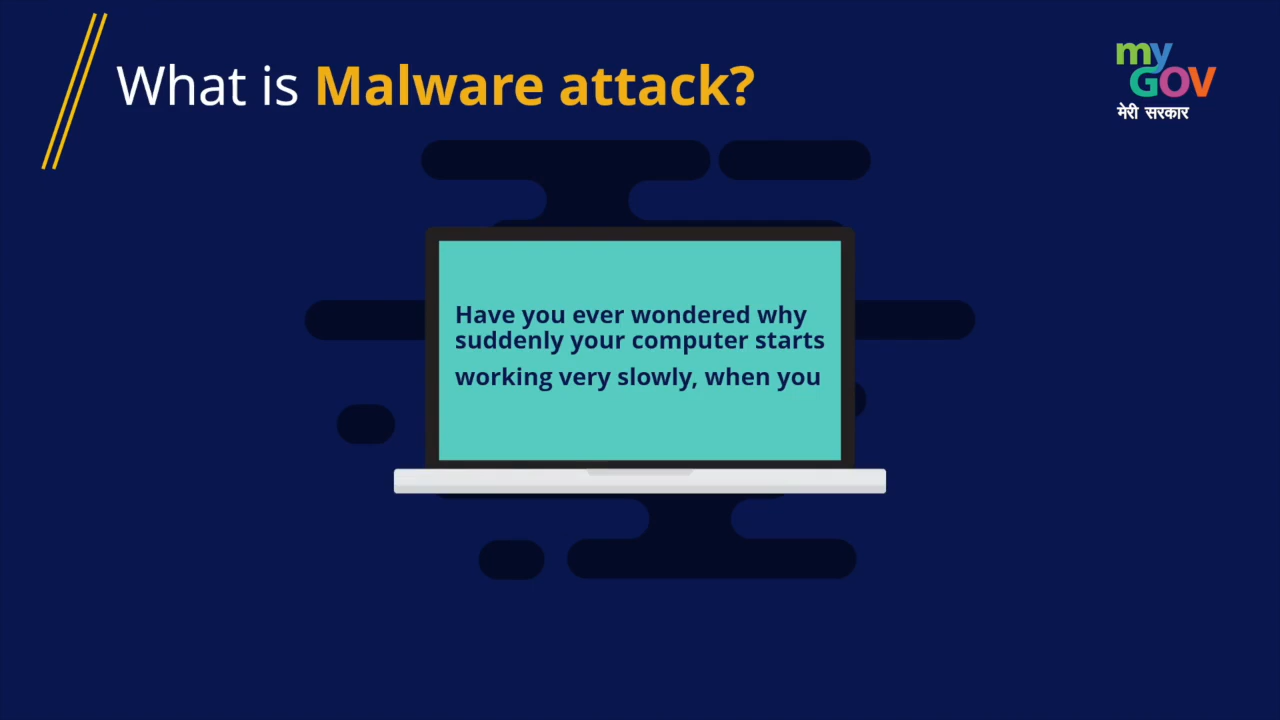 What is Malware attack?
my
GOV
मेरी सरकार
Have you ever wondered why
suddenly your computer starts
working very slowly, when you